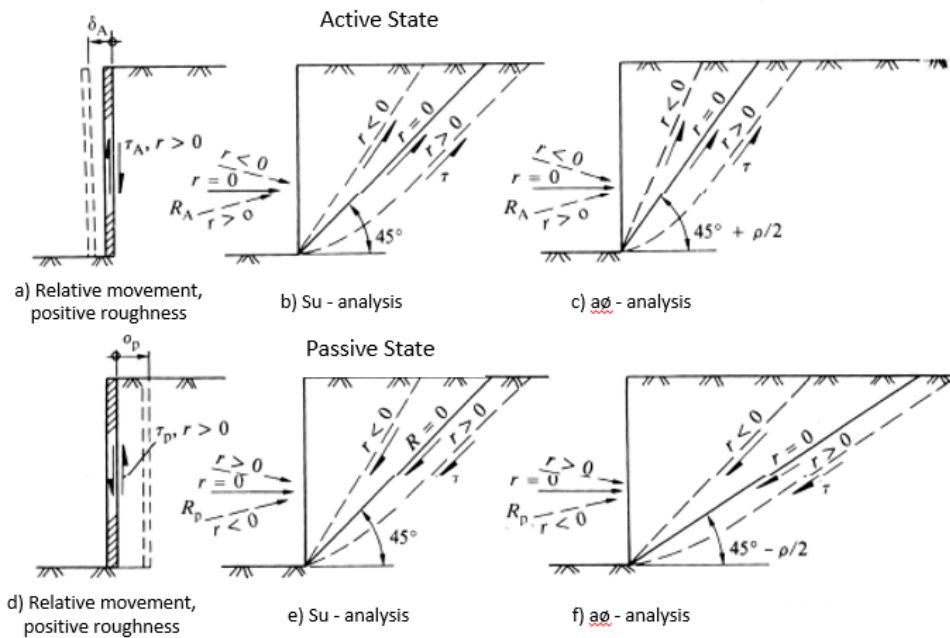 Active State
δA
τA, r > 0
r < 0
r = 0
RA
r > 0
r < 0
r = 0
r > 0
τ
45°
r < 0
r = 0
RA
r > 0
r < 0
r = 0
r > 0
τ
45° + ρ/2
a) Relative movement,
positive roughness
b) Su - analysis
c) aø - analysis
Passive State
τp, r > 0
r > 0
r = 0
Rp
r < 0
r < 0
R = 0
r > 0
τ
45°
r > 0
r = 0
Rp
r < 0
r < 0
r = 0
r > 0
τ
45° - ρ/2
d) Relative movement,
positive roughness
e) Su - analysis
f) aø - analysis